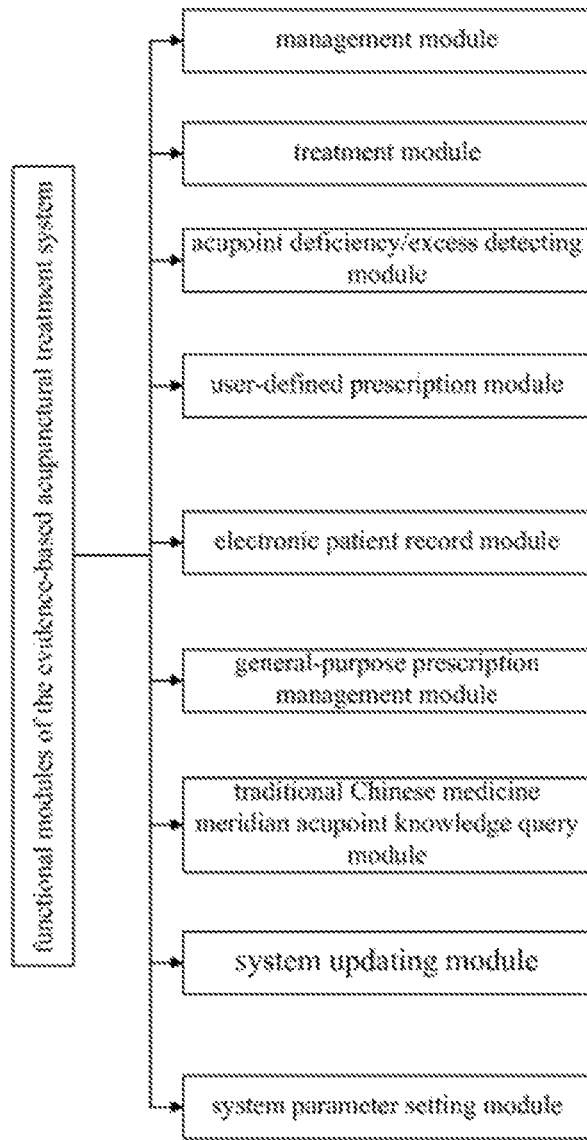 functional modules of the evidence-based acupunctural treatment system
management module
treatment module
acupoint deficiency/excess detecting
module
user-defined prescription module
electronic patient record module
general-purpose prescription
management module
traditional Chinese medicine
meridian acupoint knowledge query
module
system updating module
system parameter setting module